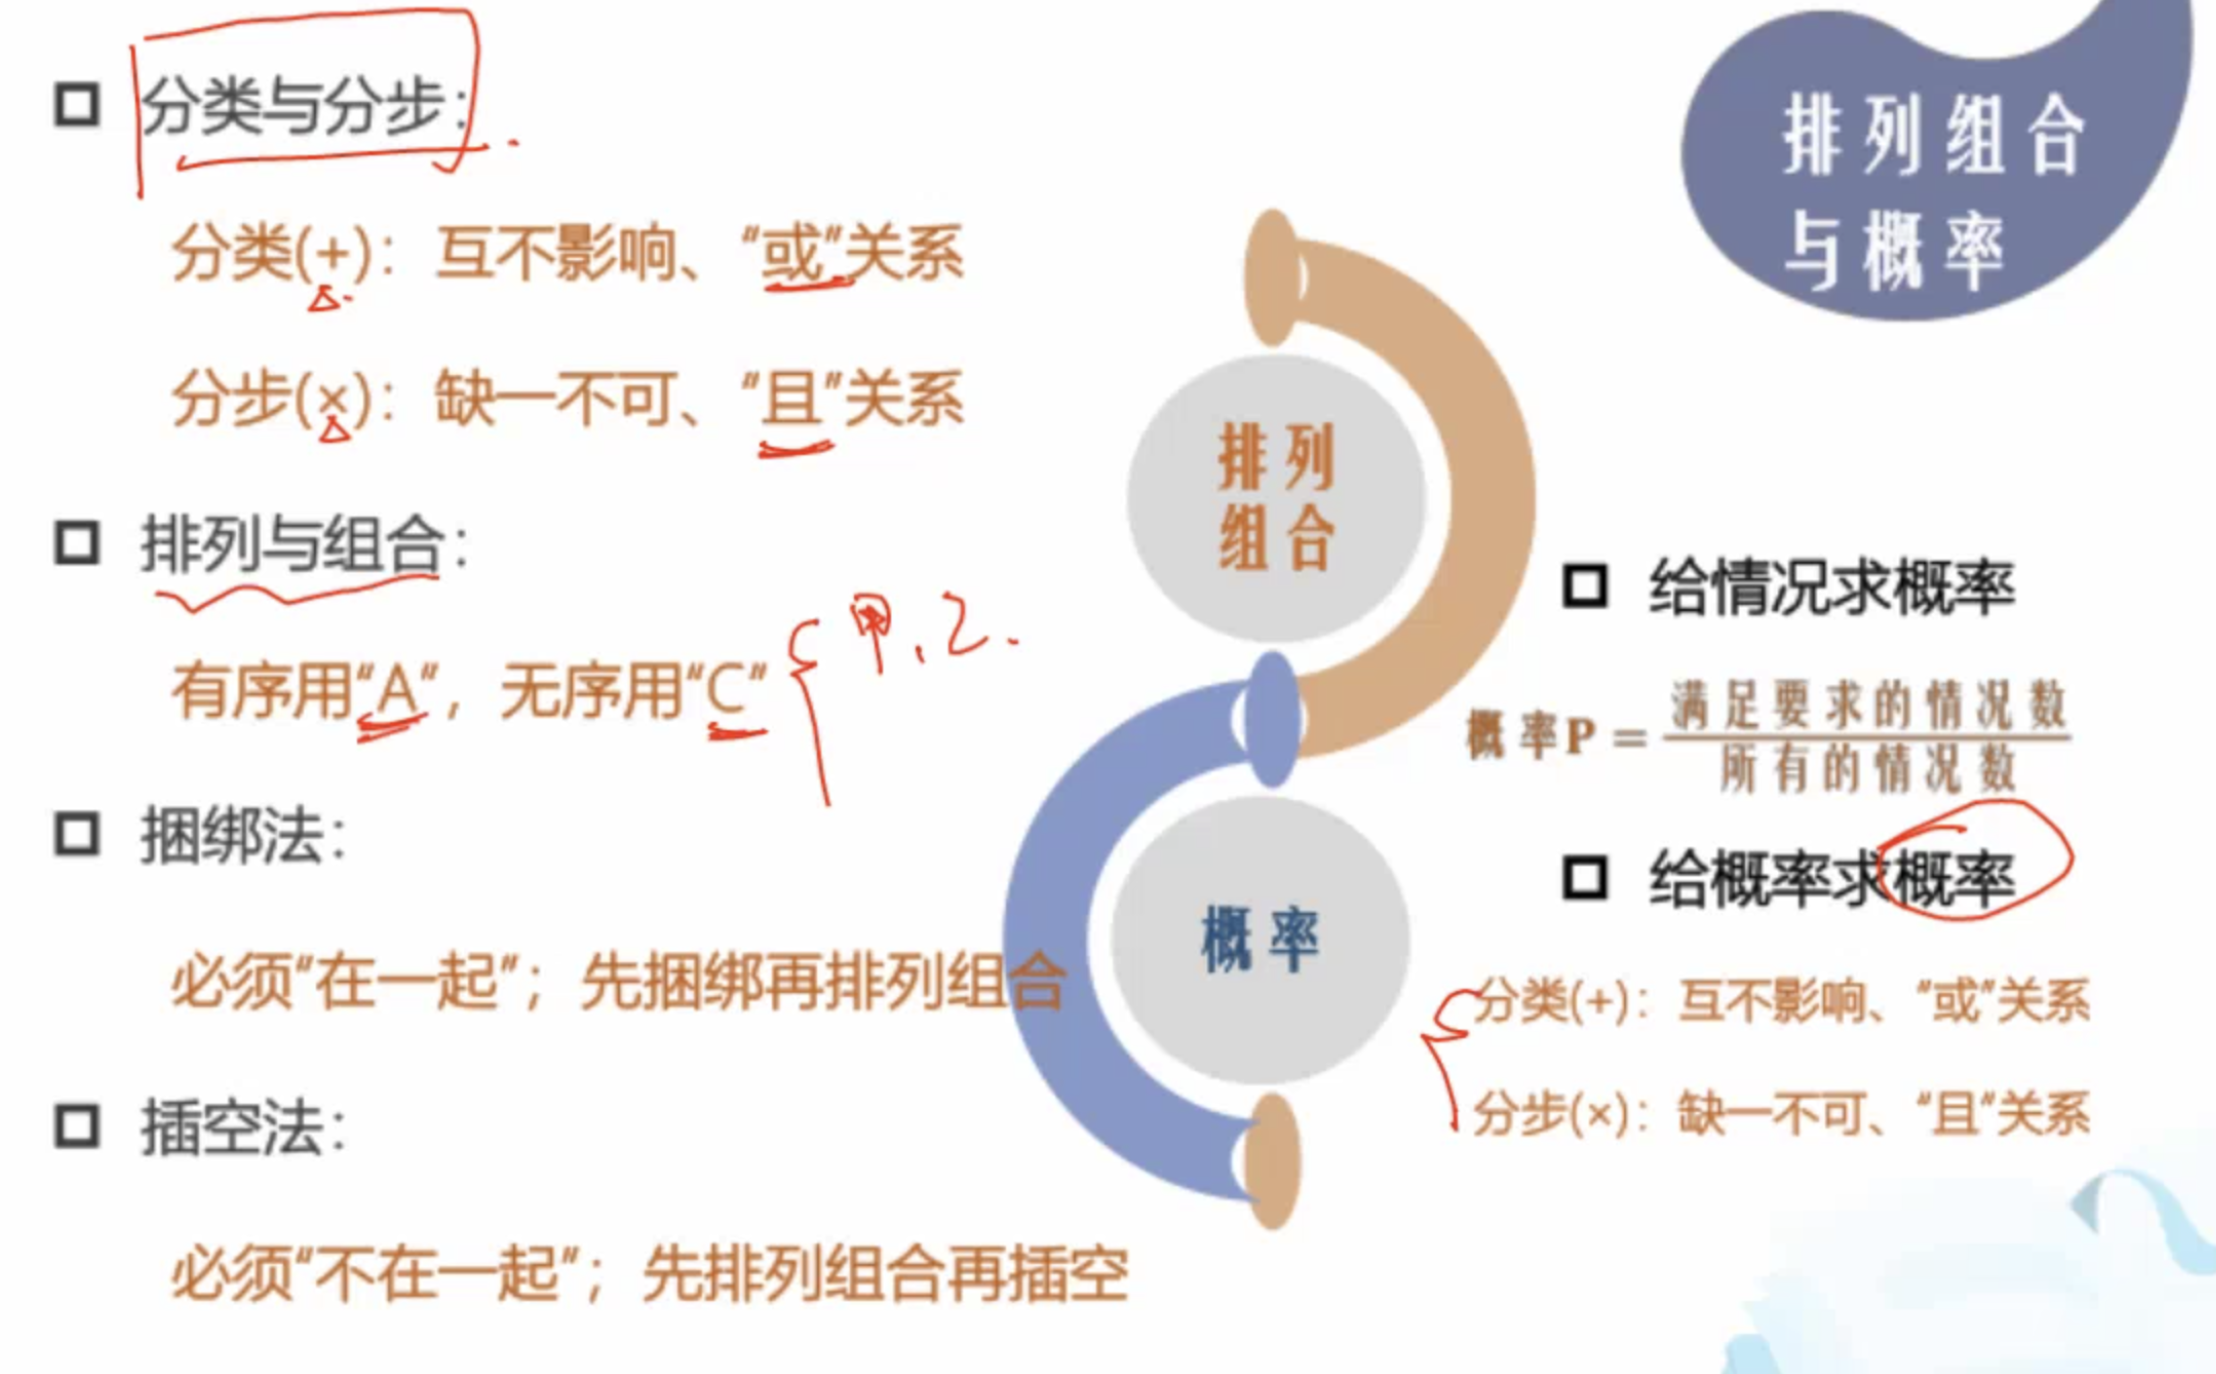 排列组合
与概率
分类与分步：
分类(+)：互不影响、“或”关系
分步(×)：缺一不可、“且”关系
排列与组合：
有序用“A”，无序用“C”
甲、乙.
捆绑法：
必须“在一起”；先捆绑再排列组合
插空法：
必须“不在一起”；先排列组合再插空
排列
组合
概率
给情况求概率
概率P＝满足要求的情况数
所有的情况数
给概率求概率
分类(+)：互不影响、“或”关系
分步(×)：缺一不可、“且”关系